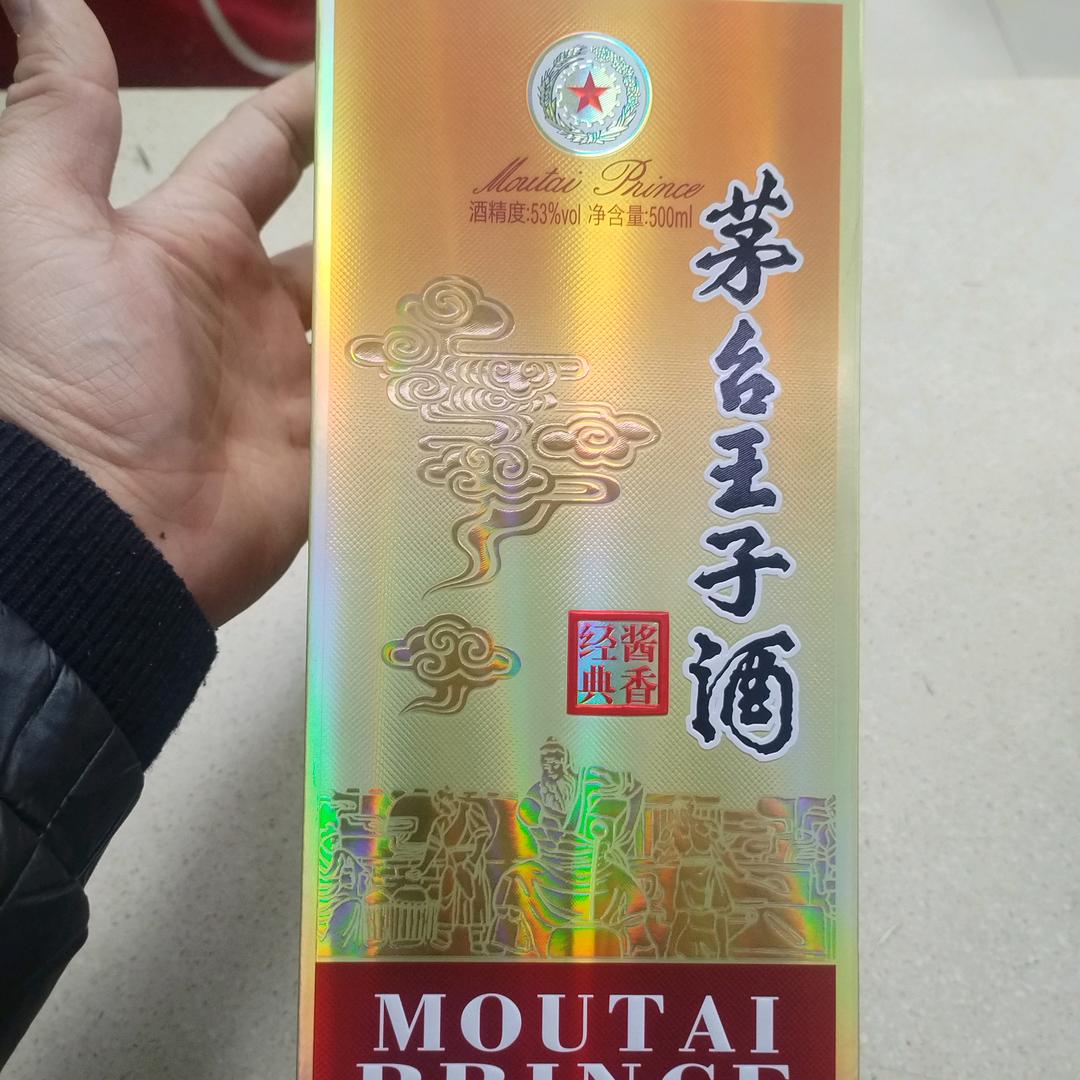 Moutai Prince
酒精度:53%vol 净含量:500ml
茅台王子酒
酱香
经典
MOUTAI
PRINCE